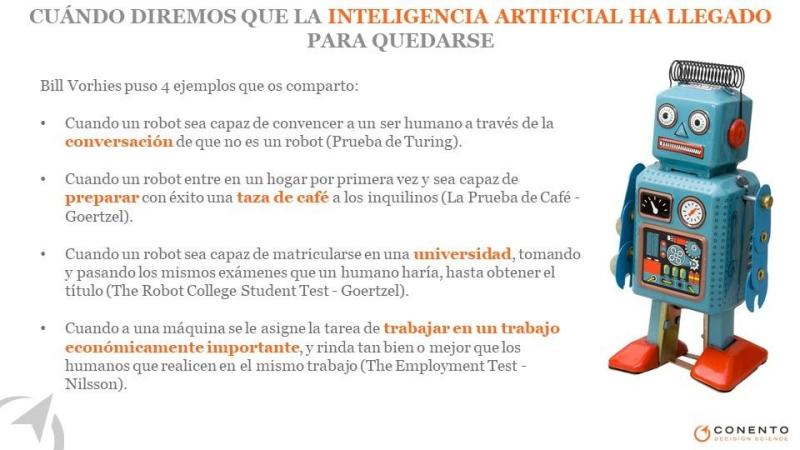 CUÁNDO DIREMOS QUE LA INTELIGENCIA ARTIFICIAL HA LLEGADO
PARA QUEDARSE
Bill Vorhies puso 4 ejemplos que os comparto:
• Cuando un robot sea capaz de convencer a un ser humano a través de la
conversación de que no es un robot (Prueba de Turing).
• Cuando un robot entre en un hogar por primera vez y sea capaz de
preparar con éxito una taza de café a los inquilinos (La Prueba de Café -
Goertzel).
• Cuando un robot sea capaz de matricularse en una universidad, tomando
y pasando los mismos exámenes que un humano haría, hasta obtener el
título (The Robot College Student Test - Goertzel).
• Cuando a una máquina se le asigne la tarea de trabajar en un trabajo
económicamente importante, y rinda tan bien o mejor que los
humanos que realicen en el mismo trabajo (The Employment Test -
Nilsson).
CONENTO
DECISION SCIENCE